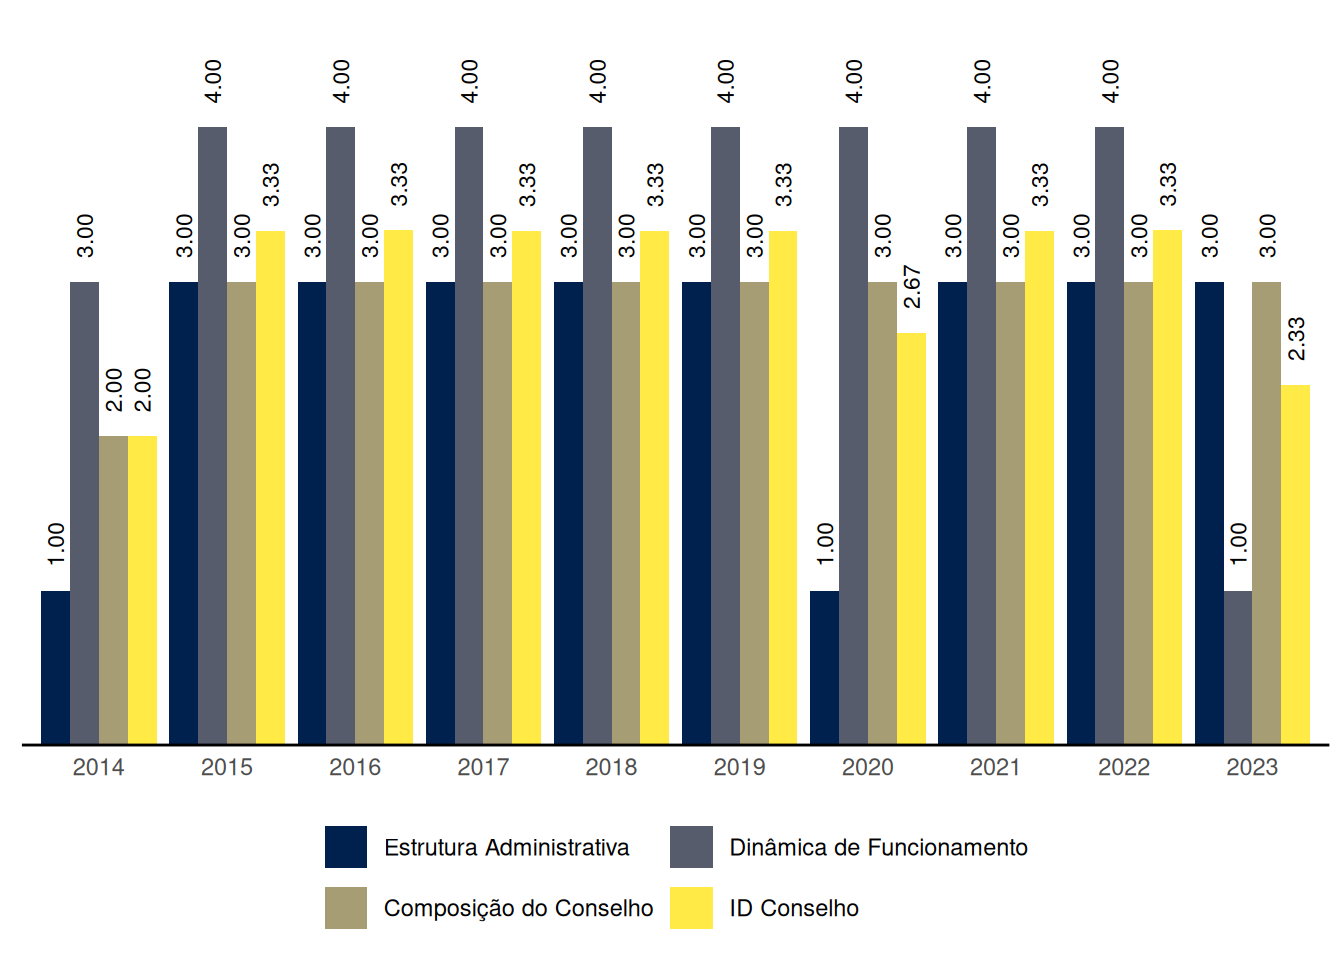 3.00 4.00 3.00 3.33 3.00 4.00 3.00 3.33 3.00 4.00 3.00 3.33 3.00 4.00 3.00 3.33 3.00 4.00 3.00 3.33 1.00 4.00 3.00 2.67 3.00 4.00 3.00 3.33 3.00 4.00 3.00 3.33 3.00 1.00 3.00 2.33
1.00 3.00 2.00 2.00
2014 2015 2016 2017 2018 2019 2020 2021 2022 2023
Estrutura Administrativa Dinâmica de Funcionamento
Composição do Conselho ID Conselho